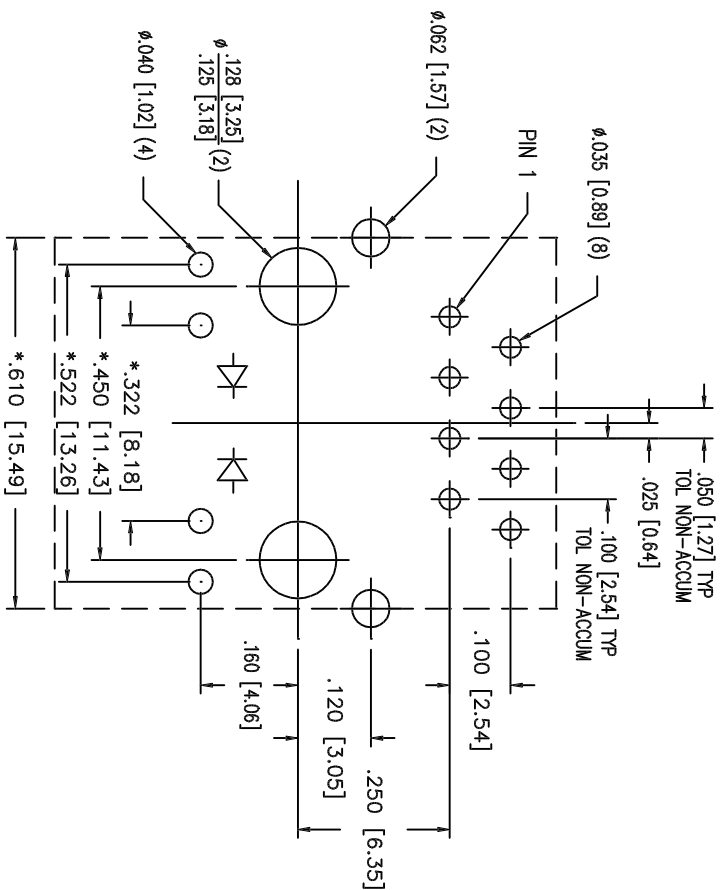 ø.035 [0.89] (8)
PIN 1
ø.062 [1.57] (2)
ø .128 [3.25] (2)
.125 [3.18]
ø.040 [1.02] (4)
.050 [1.27] TYP
TOL NON-ACCUM
.025 [0.64]
.100 [2.54] TYP
TOL NON-ACCUM
.100 [2.54]
.250 [6.35]
.120 [3.05]
.160 [4.06]
*.322 [8.18]
*.450 [11.43]
*.522 [13.26]
*.610 [15.49]